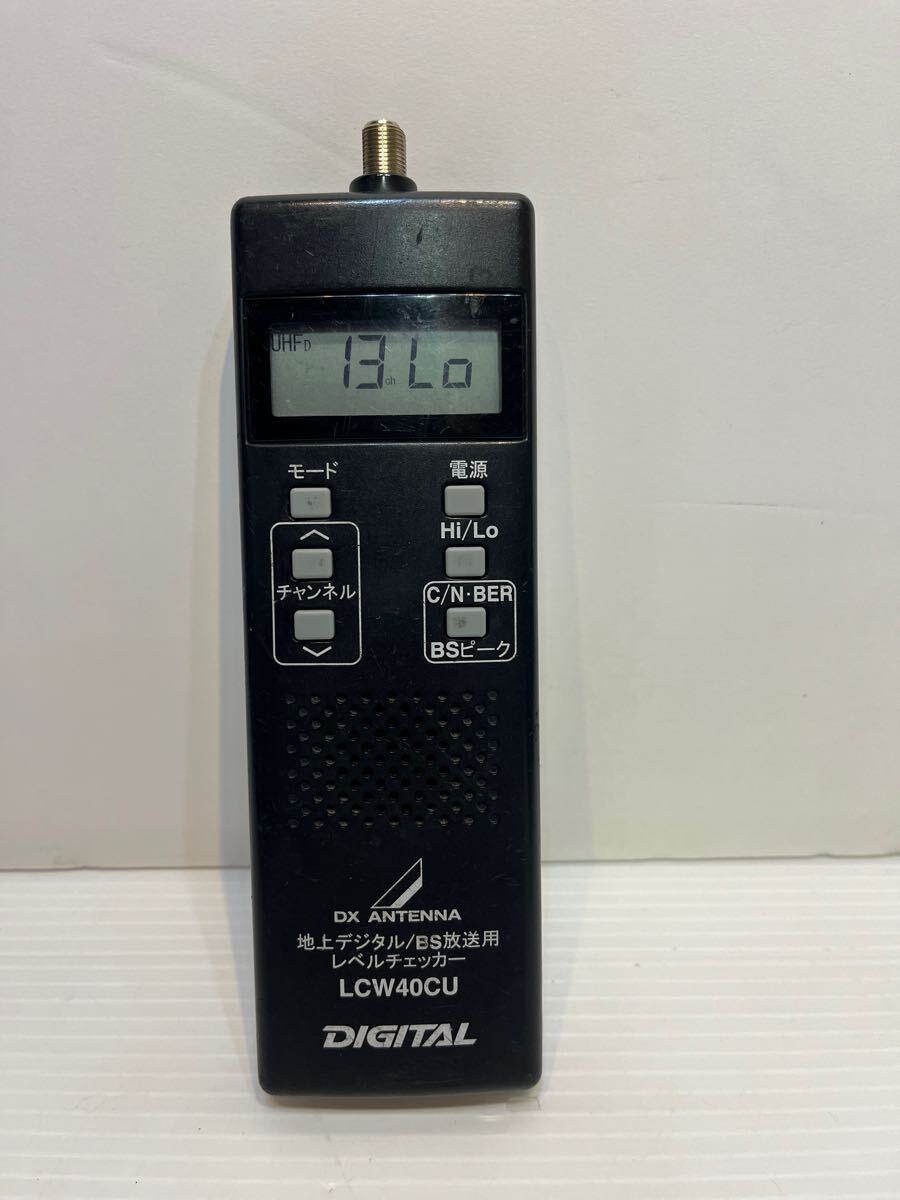 UHF D 13 ch Lo
モード 電源
Hi/Lo
チャンネル C/N･BER
BSピーク
DX ANTENNA
地上デジタル/BS放送用
レベルチェッカー
LCW40CU
DIGITAL